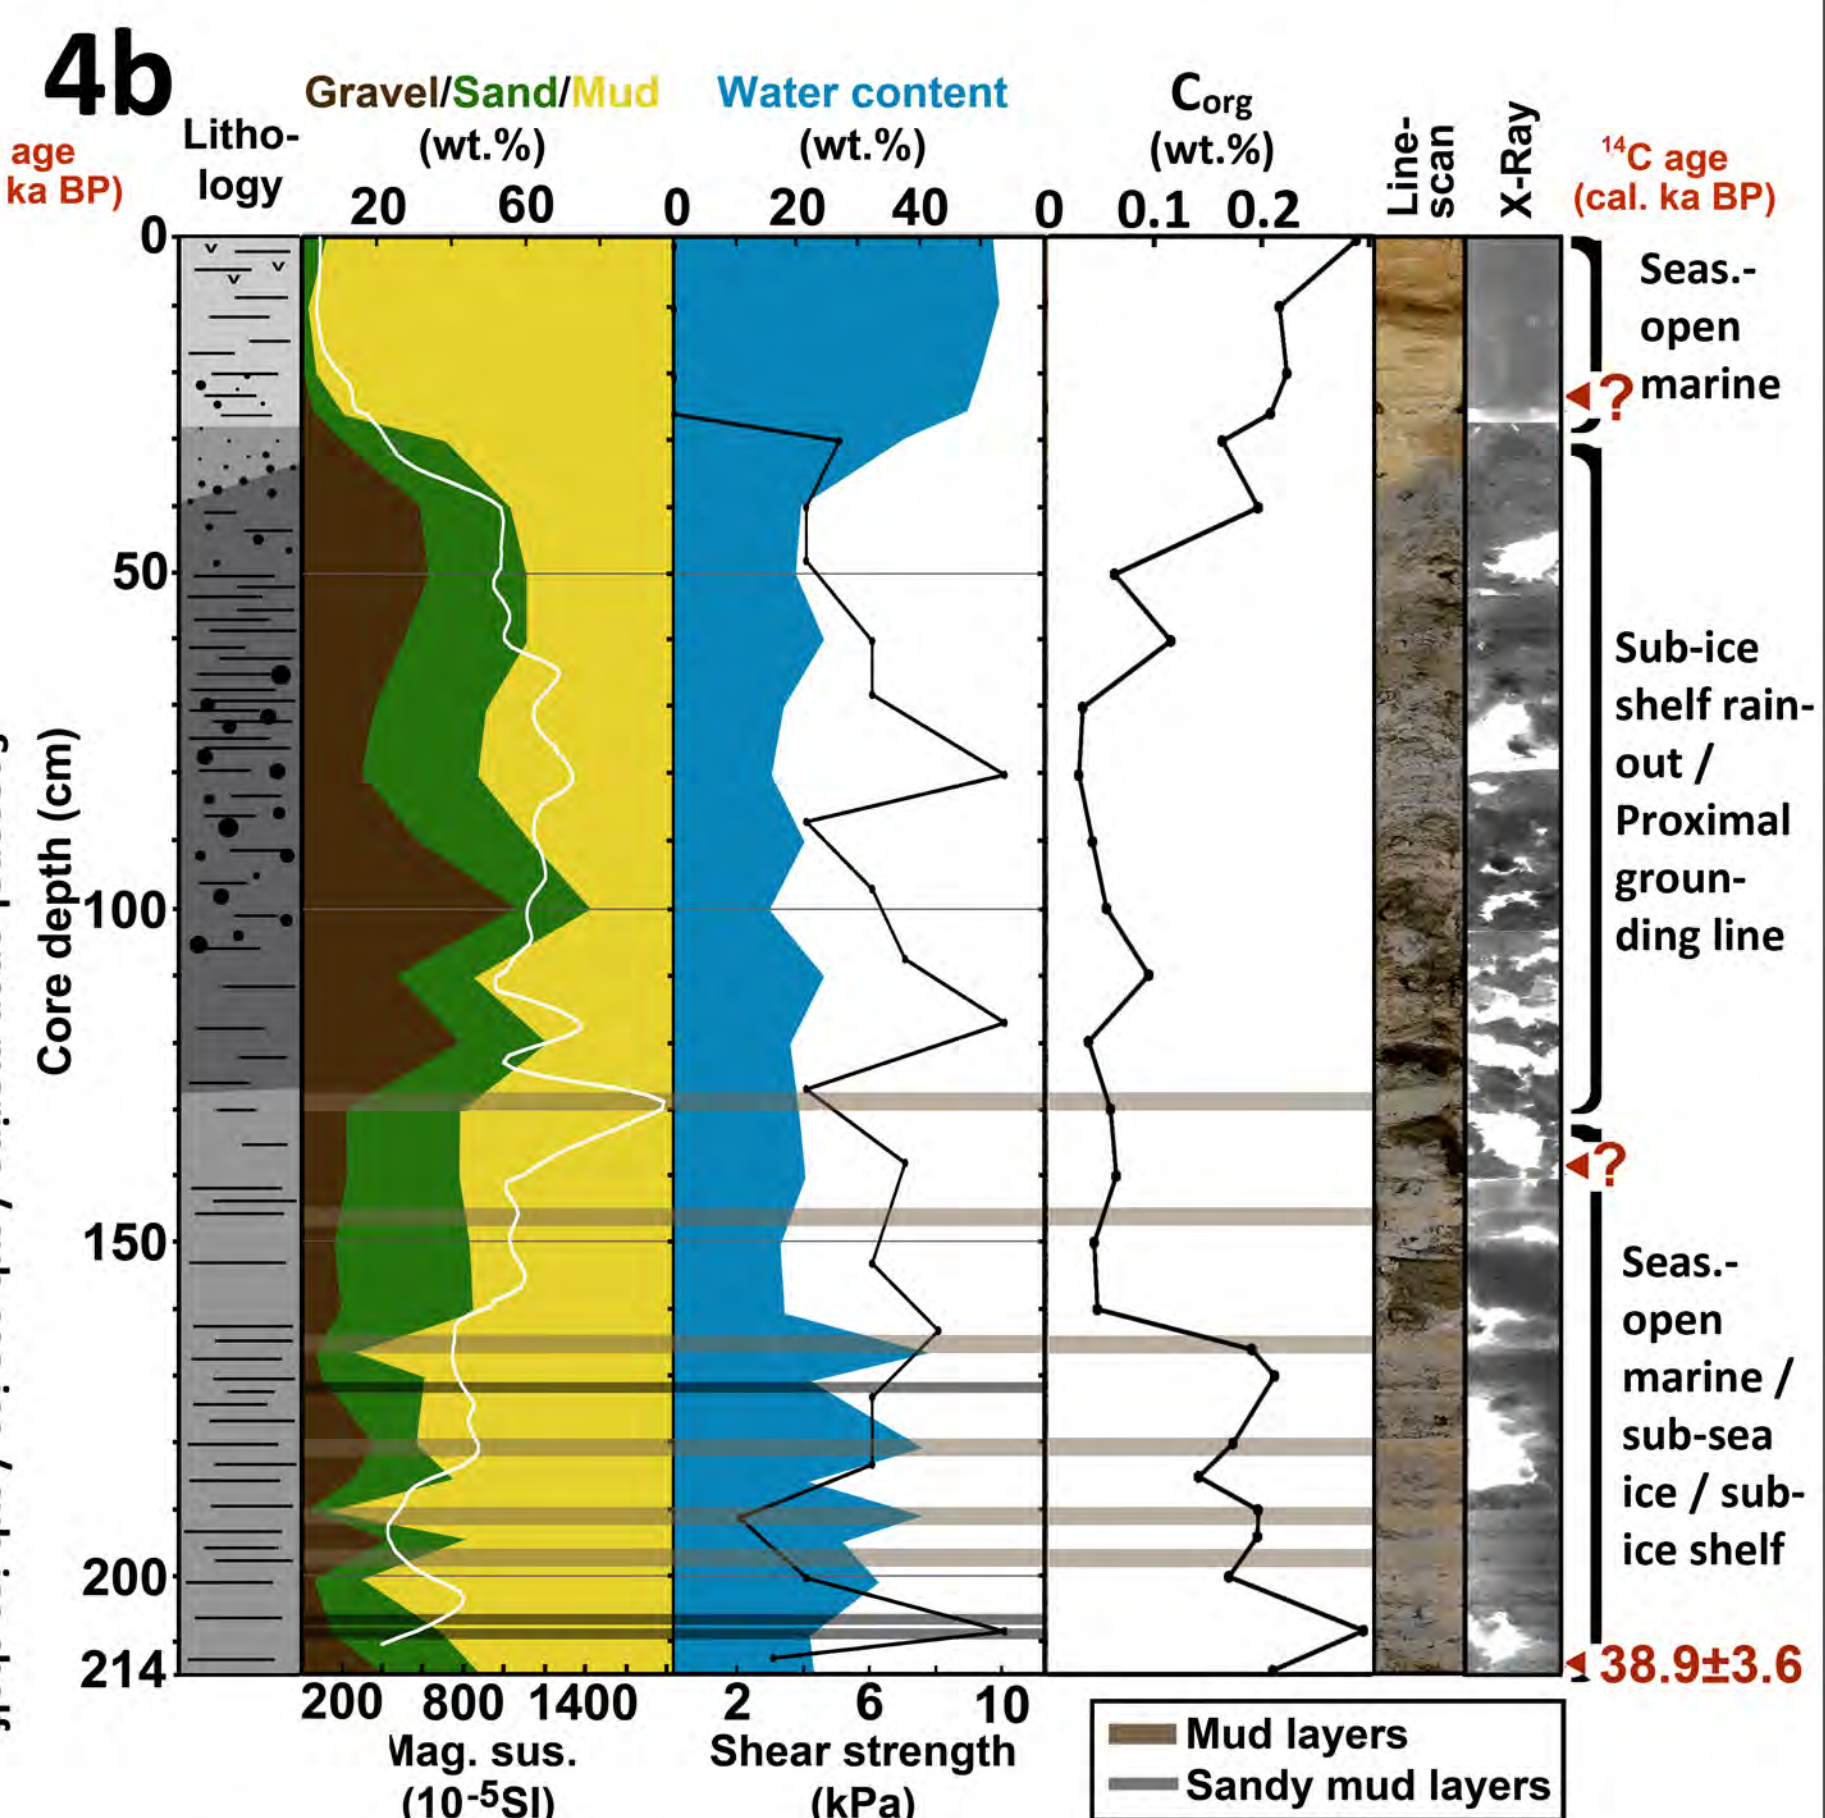 4b
age
ka BP)
Litho-
logy
Gravel/Sand/Mud
(wt.%)
20 60
Water content
(wt.%)
0 20 40
Corg
(wt.%)
0 0.1 0.2
Line-
scan
X-Ray
14C age
(cal. ka BP)
Core depth (cm)
0
50
100
150
200
214
Seas.-
open
marine
?
Sub-ice
shelf rain-
out /
Proximal
groun-
ding line
?
Seas.-
open
marine /
sub-sea
ice / sub-
ice shelf
38.9±3.6
200 800 1400
Mag. sus.
(10-5SI)
2 6 10
Shear strength
(kPa)
Mud layers
Sandy mud layers